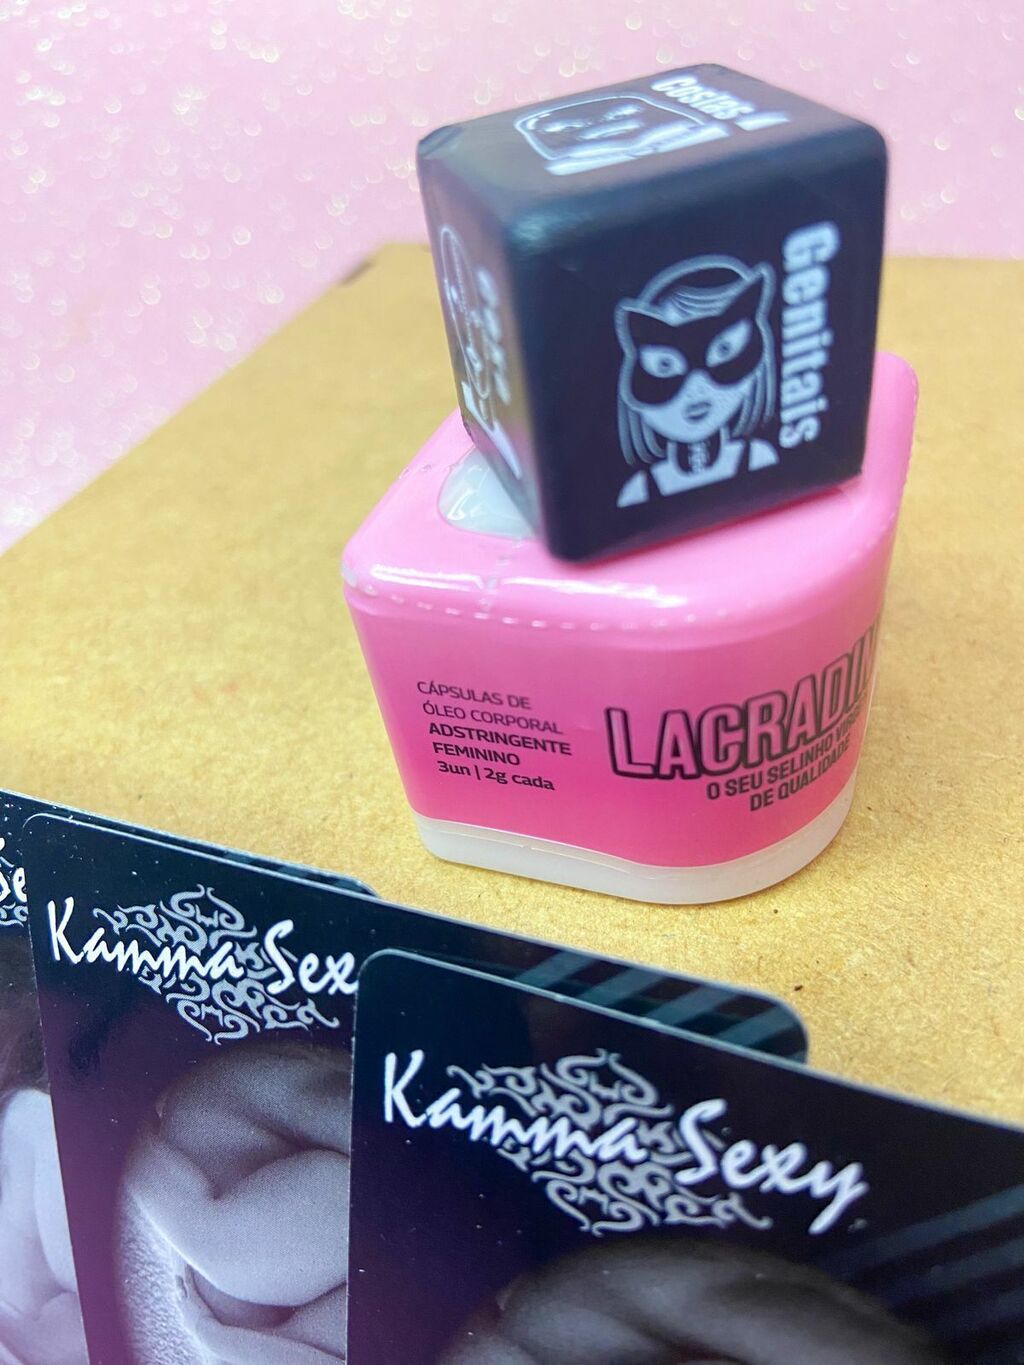 Costas
Genitais
CÁPSULAS DE
ÓLEO CORPORAL
ADSTRINGENTE
FEMININO
3un | 2g cada
LACRADIN
O SEU SELINHO
DE QUALIDADE
Kamma Sexy
Kamma Sexy